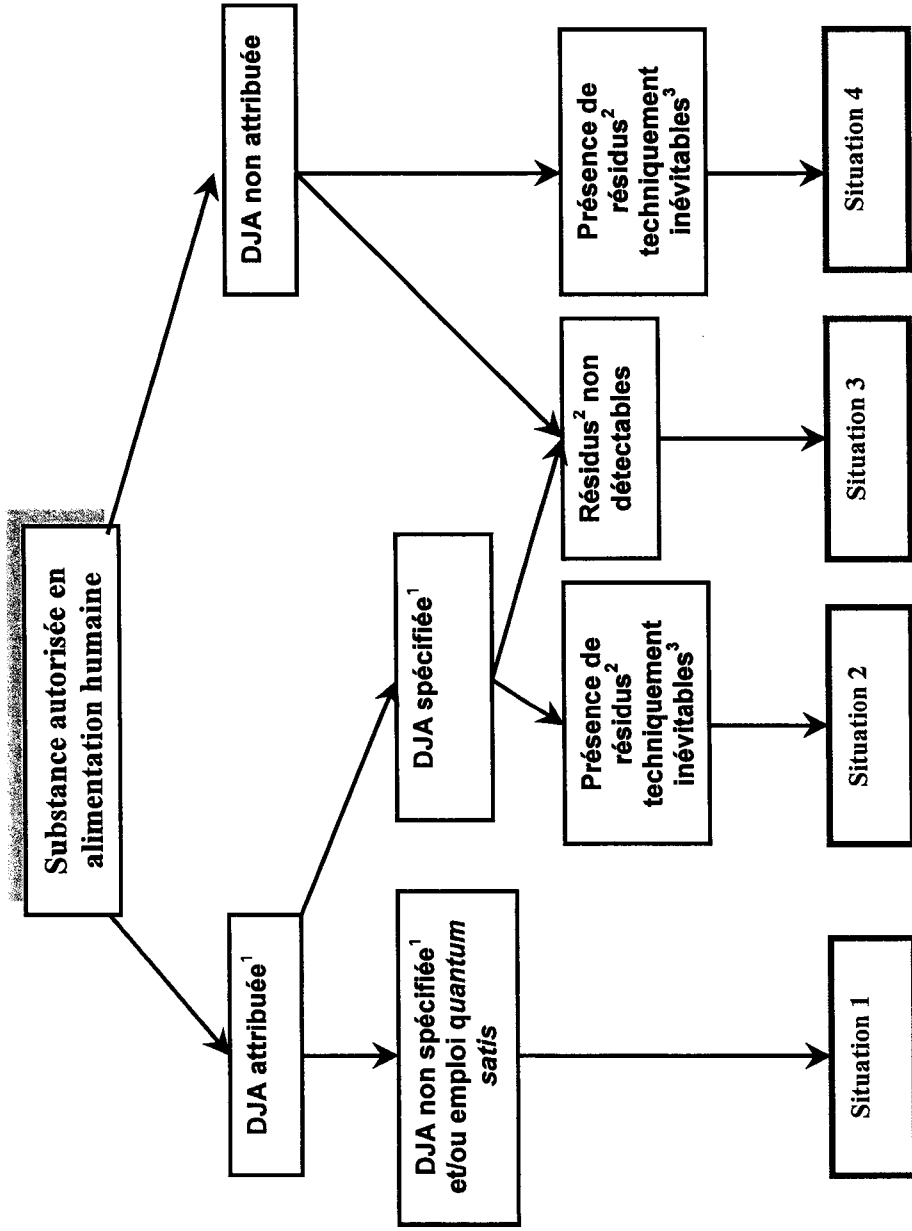 Substance autorisée en
alimentation humaine
DJA attribuée¹
DJA non attribuée
DJA non spécifiée¹
et/ou emploi quantum
satis
DJA spécifiée¹
Présence de
résidus²
techniquement
inévitables³
Résidus² non
détectables
Présence de
résidus²
techniquement
inévitables³
Situation 1
Situation 2
Situation 3
Situation 4